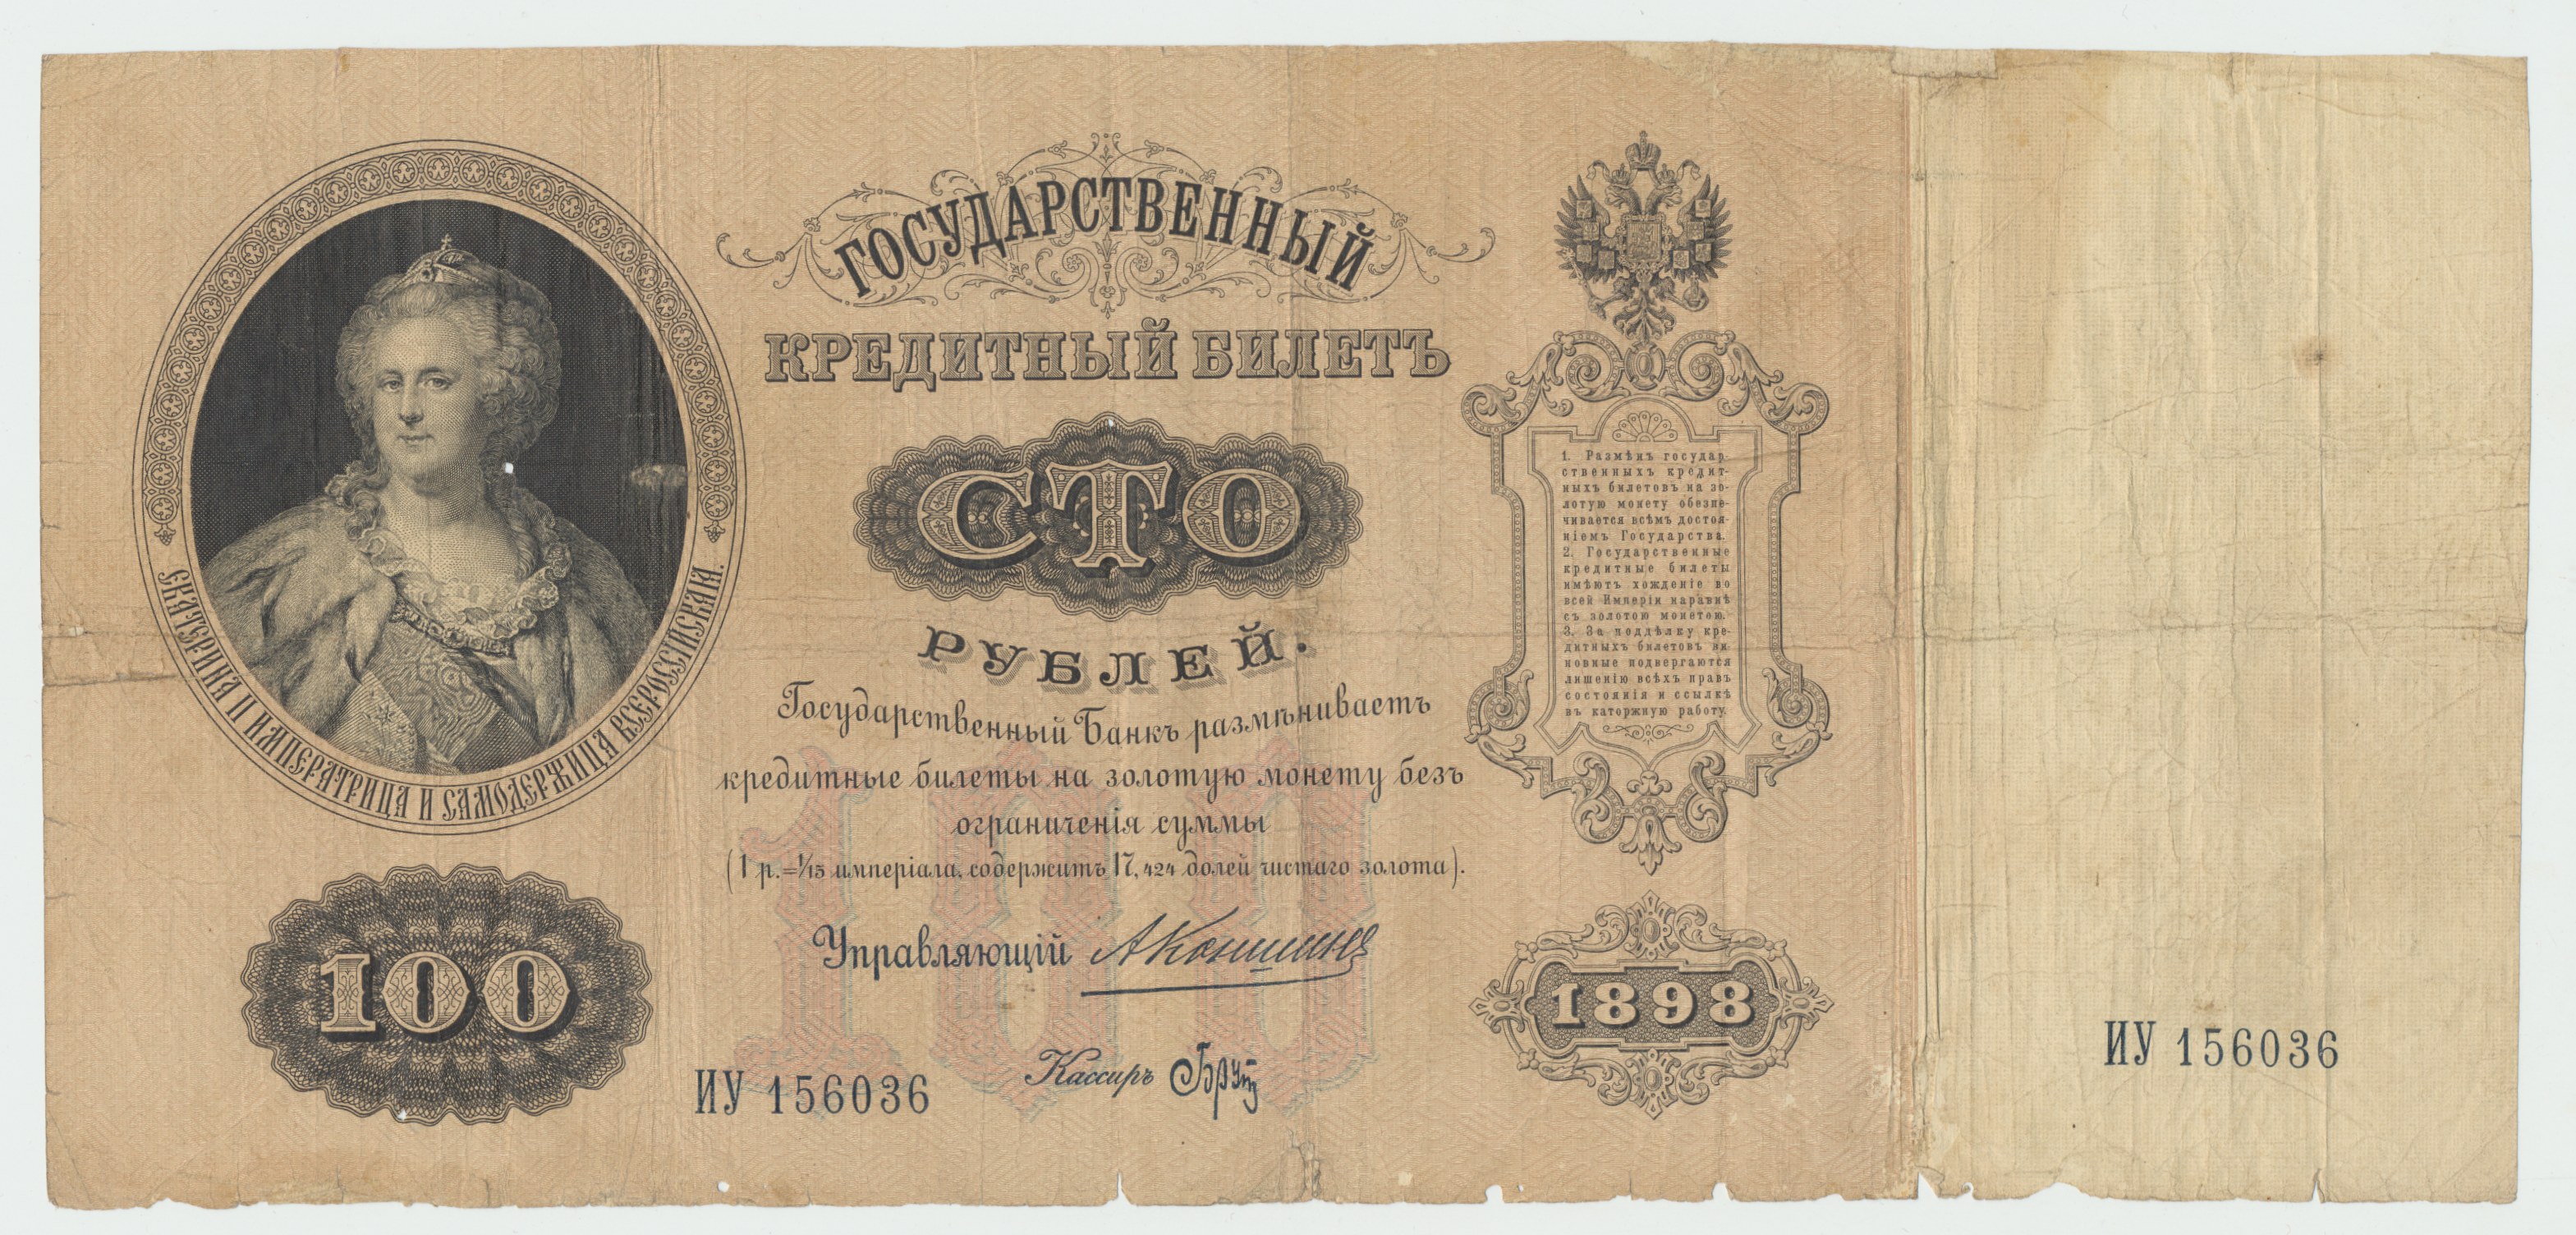 ГОСУДАРСТВЕННЫЙ
КРЕДИТНЫЙ БИЛЕТЪ
СТО
РУБЛЕЙ.
Государственный Банкъ размѣниваетъ
кредитные билеты на золотую монету безъ
ограниченія суммы
(1 р.=1/15 имперіала, содержитъ 17,424 долей чистаго золота).
Управляющій АКоншинъ
Кассиръ
ИУ 156036
ЕКАТЕРИНА II ИМПЕРАТРИЦА И САМОДЕРЖИЦА ВСЕРОССІЙСКАЯ.
100
100
1. Размѣнъ государ-
ственныхъ кредит-
ныхъ билетовъ на зо-
лотую монету обезпе-
чивается всѣмъ достоя-
ніемъ Государства.
2. Государственные
кредитные билеты
имѣютъ хожденіе во
всей Имперіи наравнѣ
съ золотою монетою.
3. За поддѣлку кре-
дитныхъ билетовъ ви-
новные подвергаются
лишенію всѣхъ правъ
состоянія и ссылкѣ
въ каторжную работу.
1898
ИУ 156036